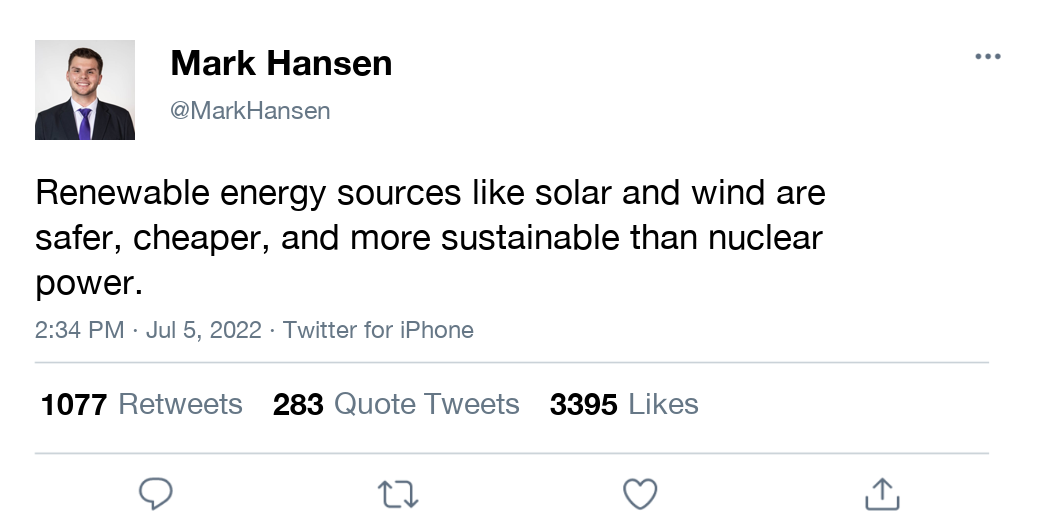 Mark Hansen
@MarkHansen
Renewable energy sources like solar and wind are
safer, cheaper, and more sustainable than nuclear
power.
2:34 PM · Jul 5, 2022 · Twitter for iPhone
1077 Retweets 283 Quote Tweets 3395 Likes